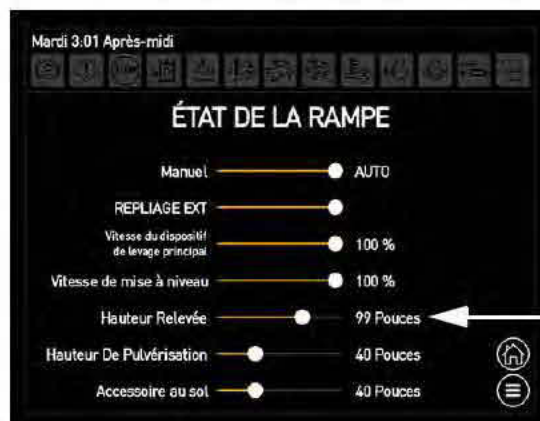 Mardi 3:01 Après-midi
ÉTAT DE LA RAMPE
Manuel AUTO
REPLIAGE EXT
Vitesse du dispositif
de levage principal 100 %
Vitesse de mise à niveau 100 %
Hauteur Relevée 99 Pouces
Hauteur De Pulvérisation 40 Pouces
Accessoire au sol 40 Pouces